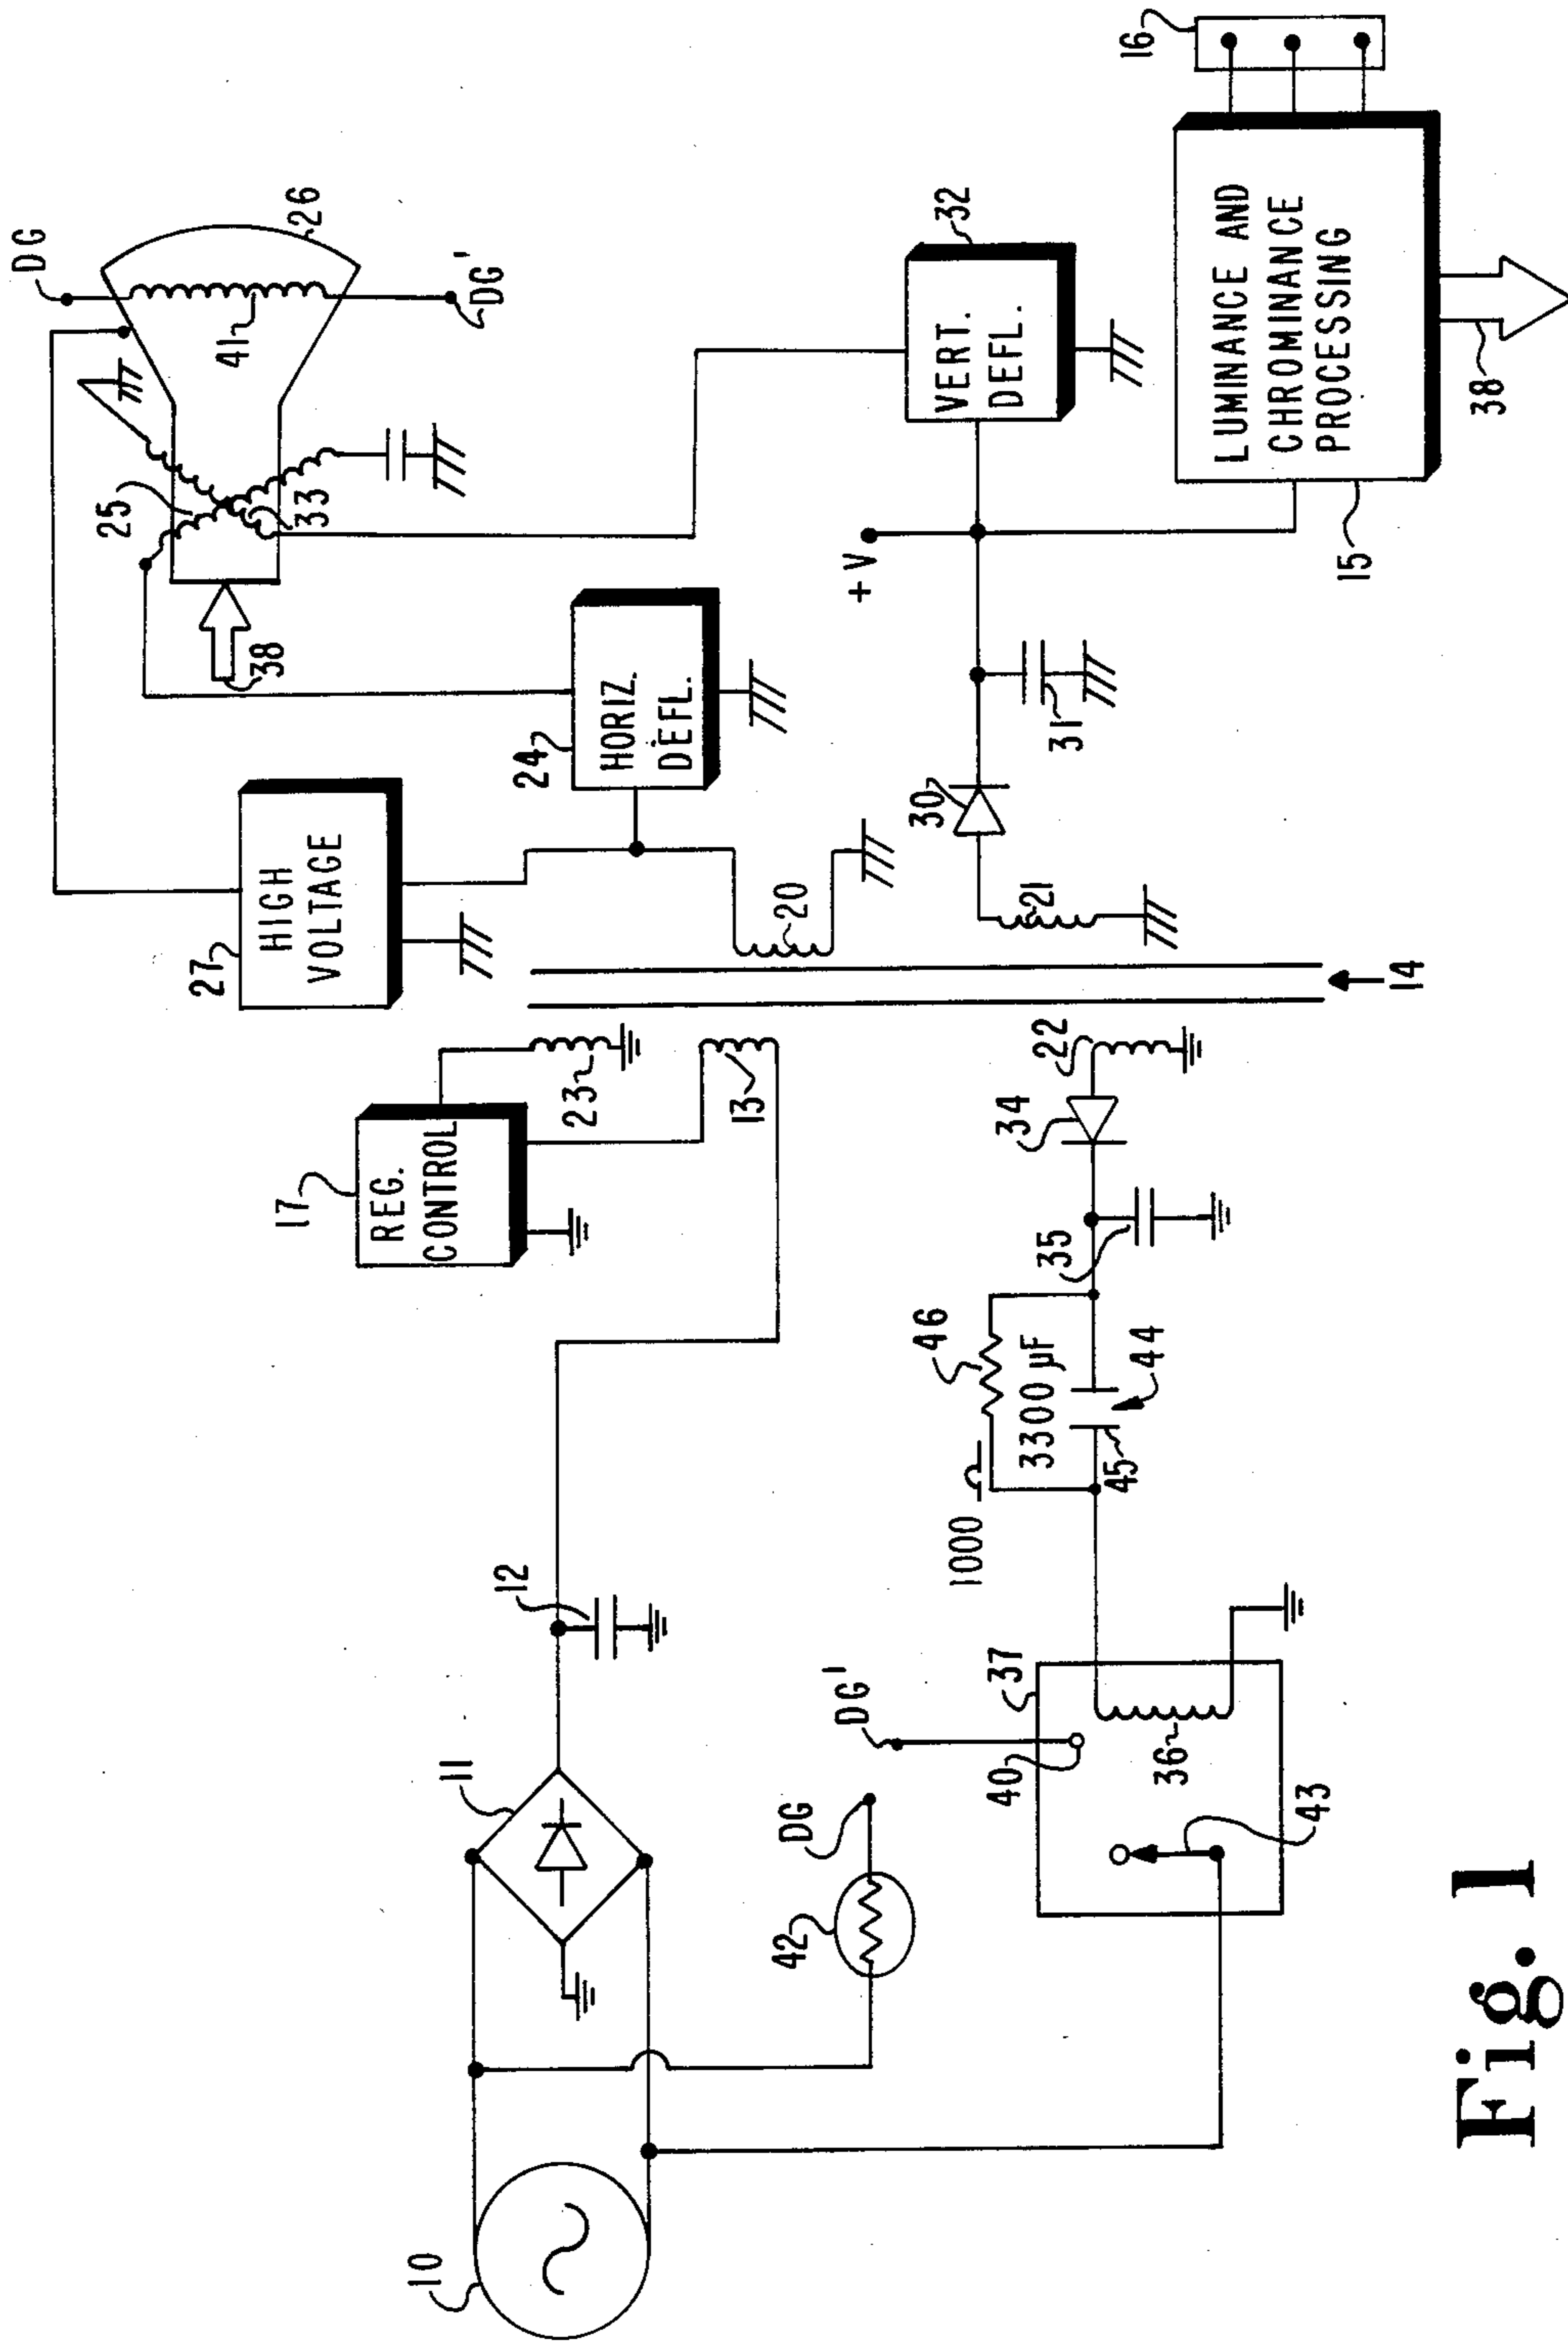 DG
26
41
DG'
25
33
38
27
HIGH
VOLTAGE
24
HORIZ.
DEFL.
20
32
VERT.
DEFL.
+V
30
31
21
16
LUMINANCE AND
CHROMINANCE
PROCESSING
15
38
14
17
REG.
CONTROL
23
13
22
34
35
46
3300 µF
44
45
1000 Ω
12
11
10
42
DG
DG'
37
40
36
43
Fig. 1